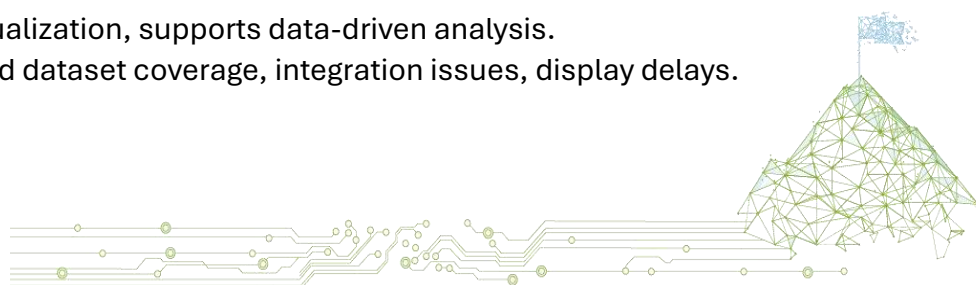 ualization, supports data-driven analysis.
d dataset coverage, integration issues, display delays.